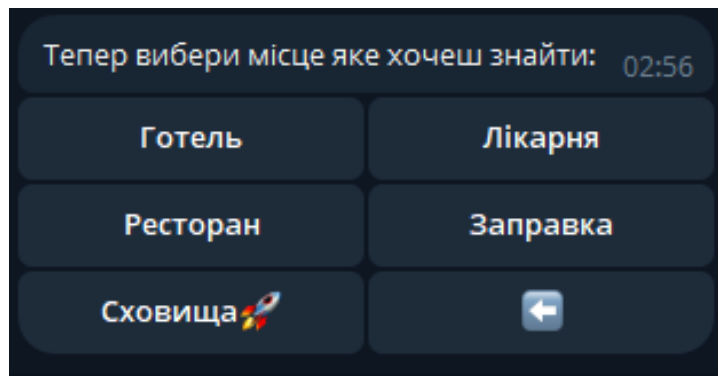 Тепер вибери місце яке хочеш знайти: 02:56
Готель Лікарня
Ресторан Заправка
Сховища🚀 ⬅️